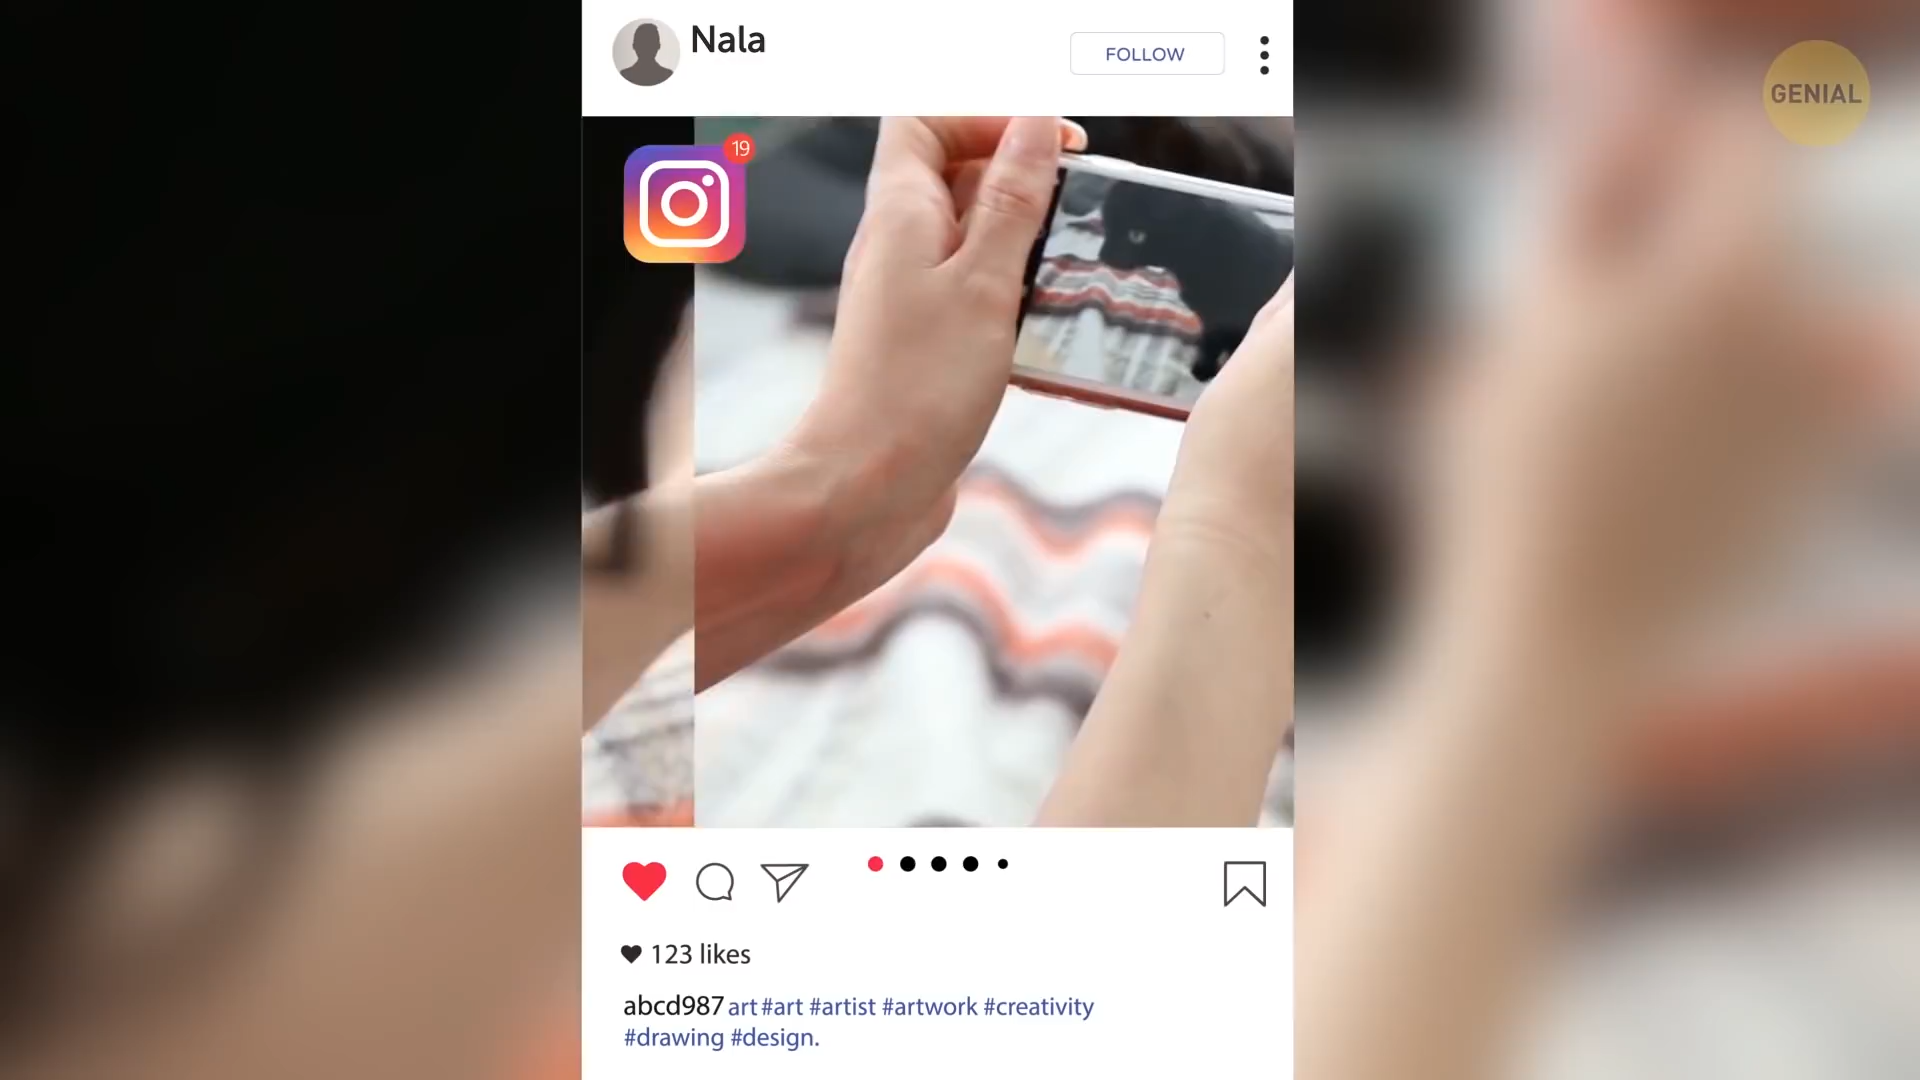 Nala
FOLLOW
GENIAL
19
123 likes
abcd987 art #art #artist #artwork #creativity
#drawing #design.